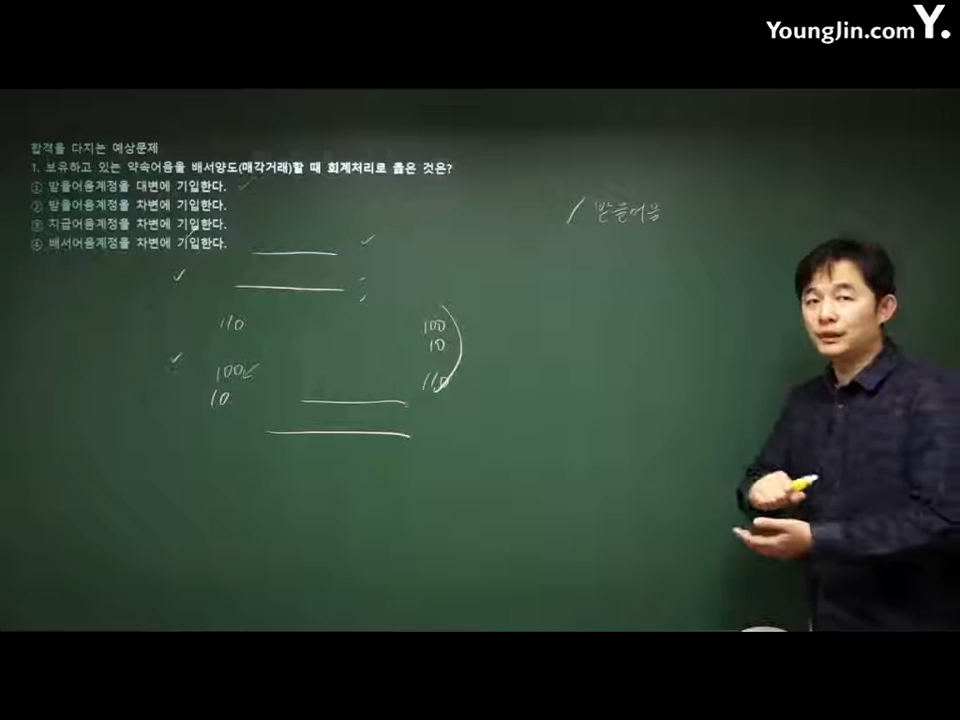 YoungJin.com Y.
합격을 다지는 예상문제
1. 보유하고 있는 약속어음을 배서양도(매각거래)할 때 회계처리로 옳은 것은?
① 받을어음계정을 대변에 기입한다.
② 받을어음계정을 차변에 기입한다.
③ 지급어음계정을 차변에 기입한다.
④ 배서어음계정을 차변에 기입한다.
/ 받을어음
110
100
10
100
10
110